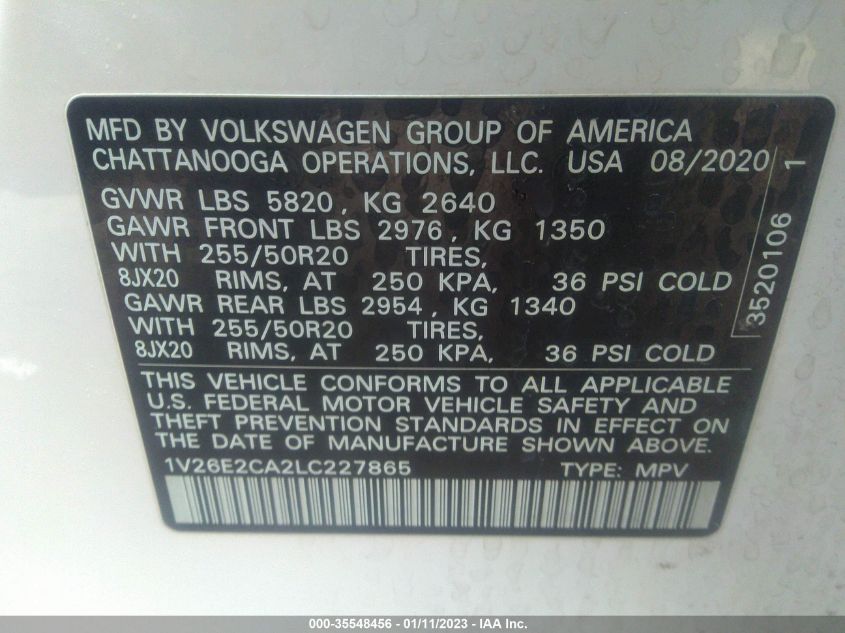 MFD BY VOLKSWAGEN GROUP OF AMERICA
CHATTANOOGA OPERATIONS, LLC. USA 08/2020
GVWR LBS 5820, KG 2640
GAWR FRONT LBS 2976, KG 1350
WITH 255/50R20 TIRES,
8JX20 RIMS, AT 250 KPA, 36 PSI COLD
GAWR REAR LBS 2954, KG 1340
WITH 255/50R20 TIRES,
8JX20 RIMS, AT 250 KPA, 36 PSI COLD
3520106 1
THIS VEHICLE CONFORMS TO ALL APPLICABLE
U.S. FEDERAL MOTOR VEHICLE SAFETY AND
THEFT PREVENTION STANDARDS IN EFFECT ON
THE DATE OF MANUFACTURE SHOWN ABOVE.
1V26E2CA2LC227865 TYPE: MPV
000-35548456 - 01/11/2023 - IAA Inc.